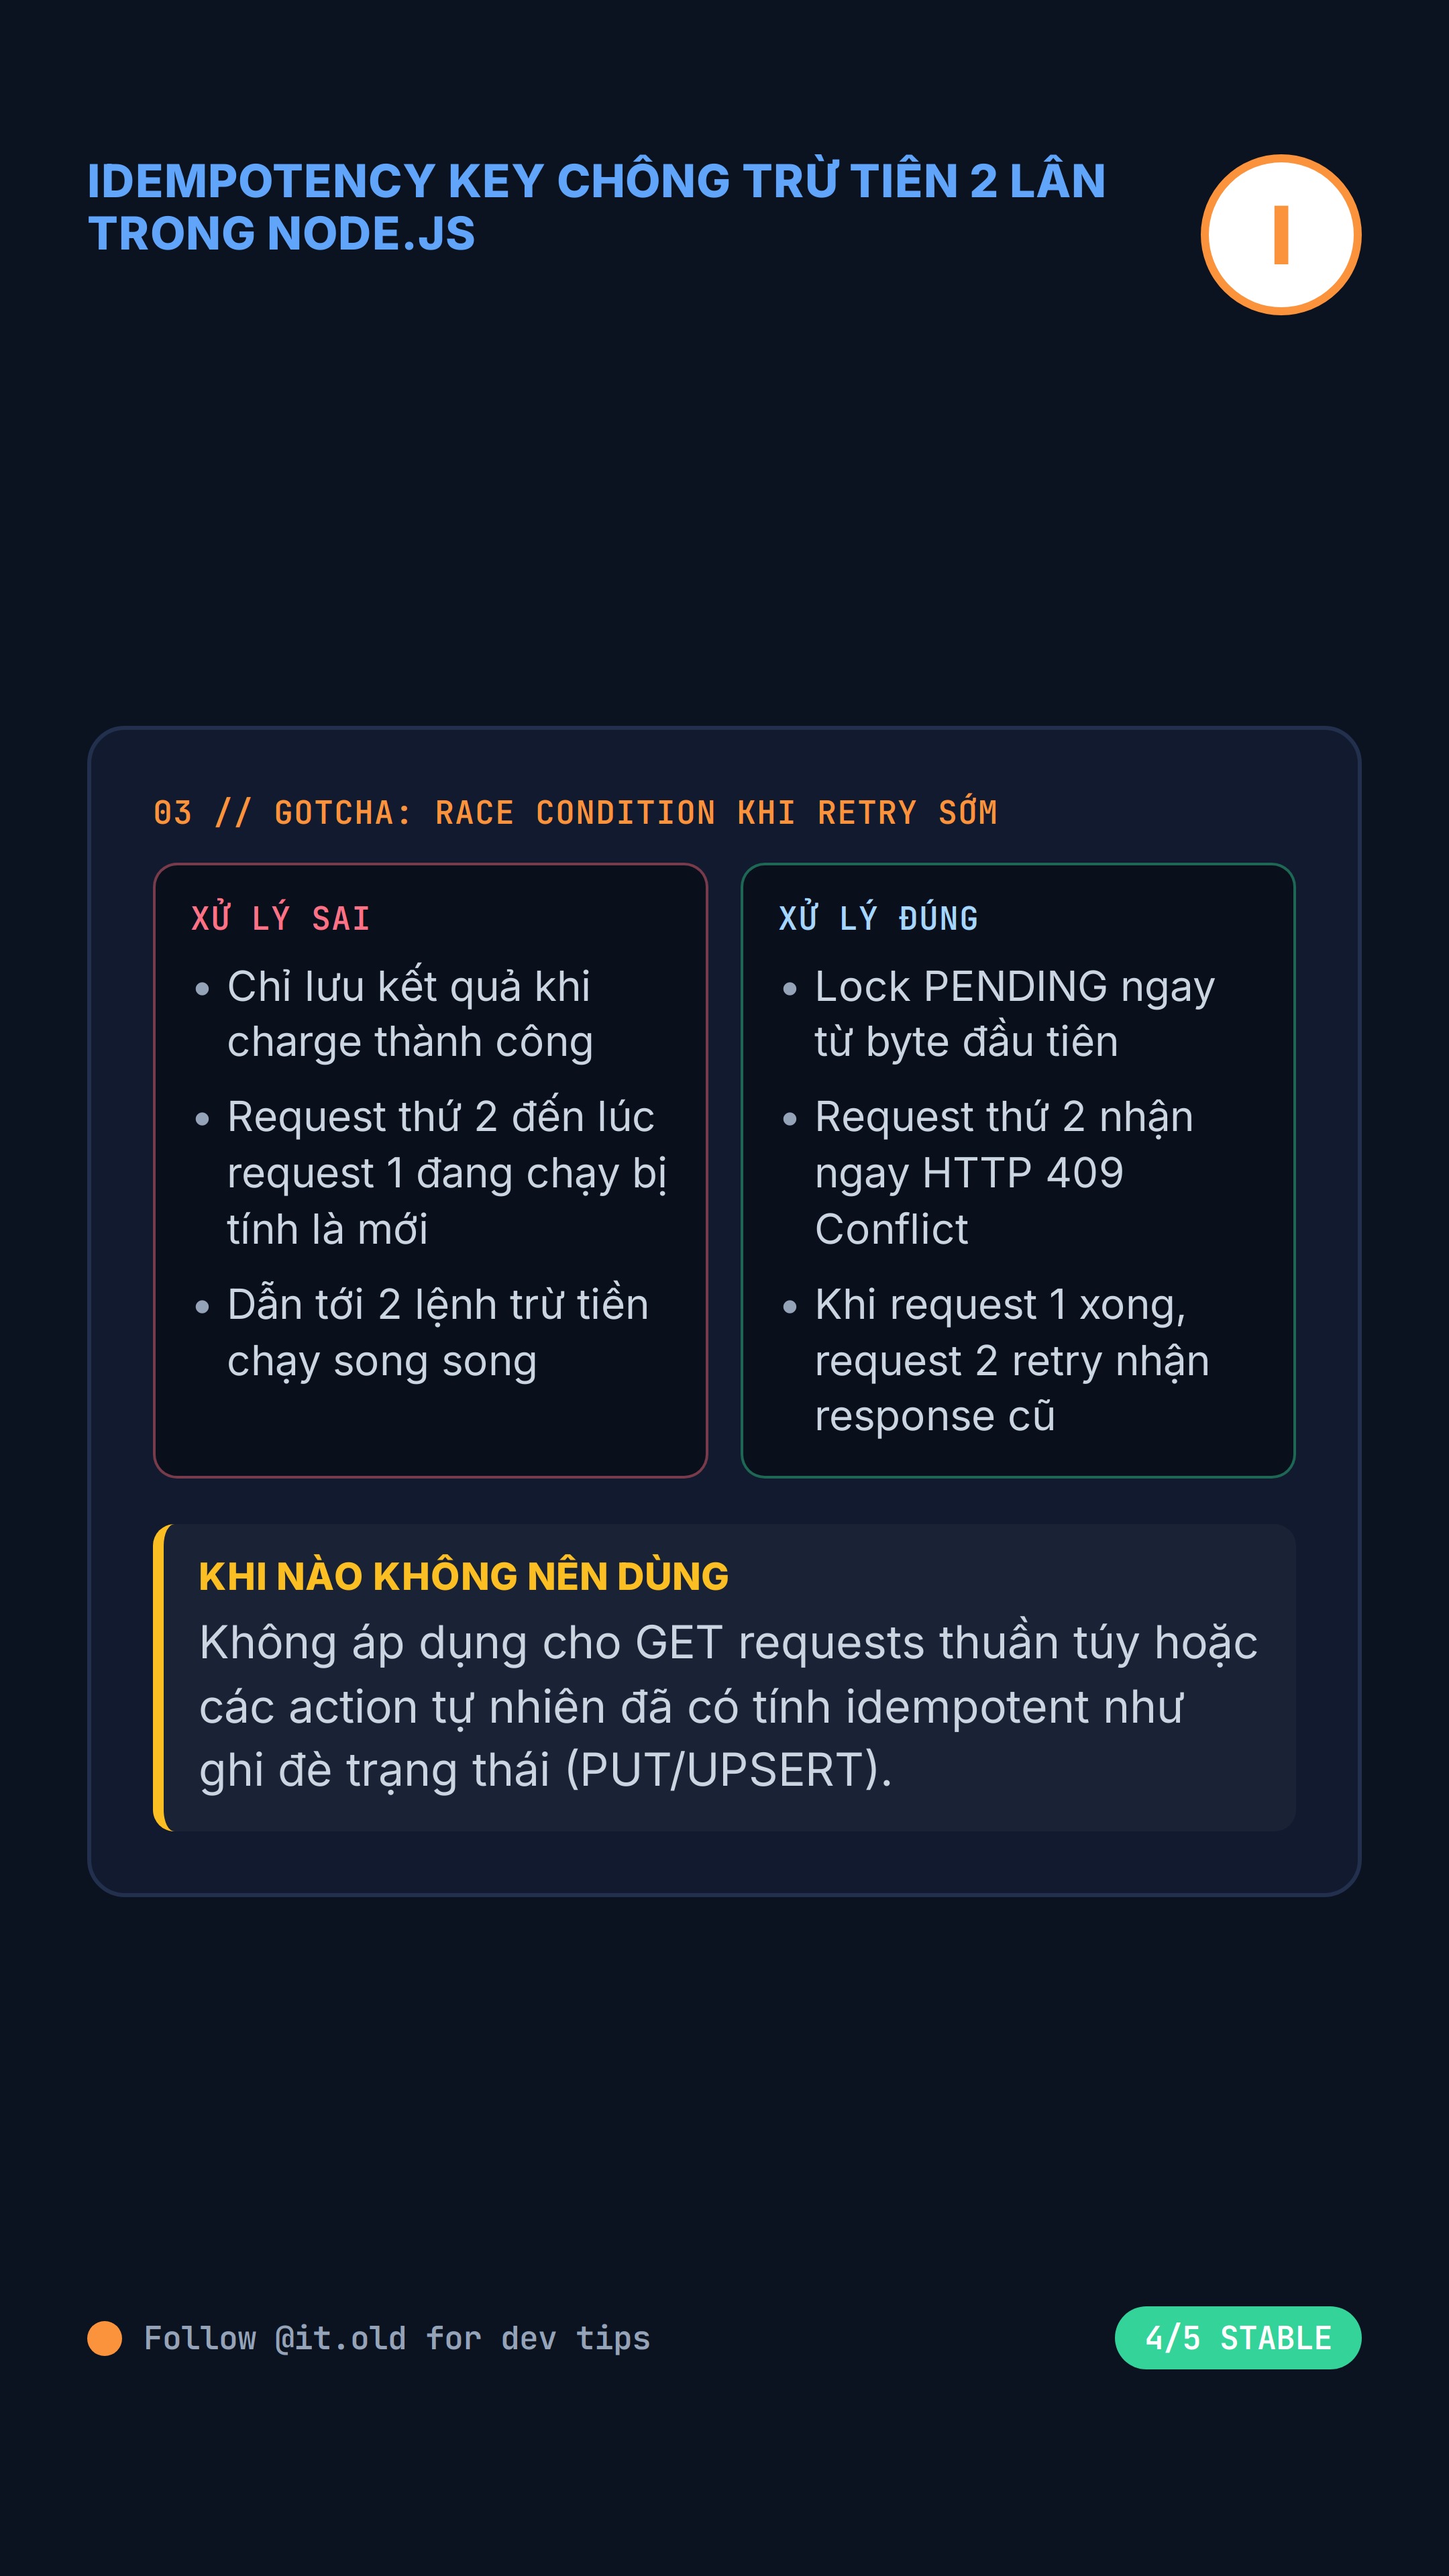 IDEMPOTENCY KEY CHÔNG TRỪ TIÊN 2 LÂN
TRONG NODE.JS
I
03 // GOTCHA: RACE CONDITION KHI RETRY SỚM
XỬ LÝ SAI
• Chỉ lưu kết quả khi
charge thành công
• Request thứ 2 đến lúc
request 1 đang chạy bị
tính là mới
• Dẫn tới 2 lệnh trừ tiền
chạy song song
XỬ LÝ ĐÚNG
• Lock PENDING ngay
từ byte đầu tiên
• Request thứ 2 nhận
ngay HTTP 409
Conflict
• Khi request 1 xong,
request 2 retry nhận
response cũ
KHI NÀO KHÔNG NÊN DÙNG
Không áp dụng cho GET requests thuần túy hoặc
các action tự nhiên đã có tính idempotent như
ghi đè trạng thái (PUT/UPSERT).
Follow @it.old for dev tips
4/5 STABLE